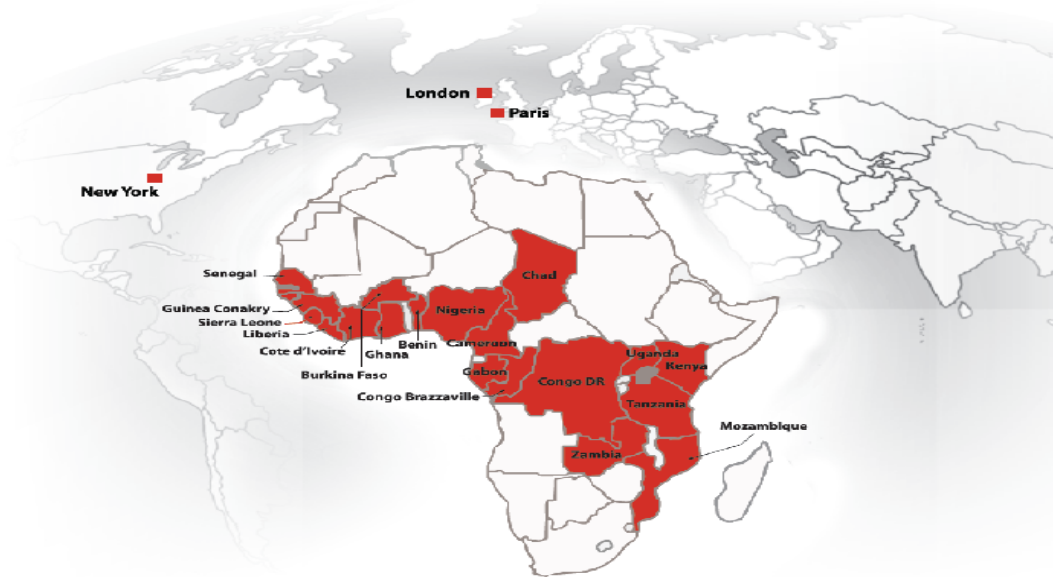 London
Paris
New York
Senegal
Chad
Guinea Conakry
Nigeria
Sierra Leone
Liberia
Benin
Cameroun
Cote d'Ivoire
Ghana
Uganda
Kenya
Burkina Faso
Gabon
Congo DR
Congo Brazzaville
Tanzania
Mozambique
Zambia